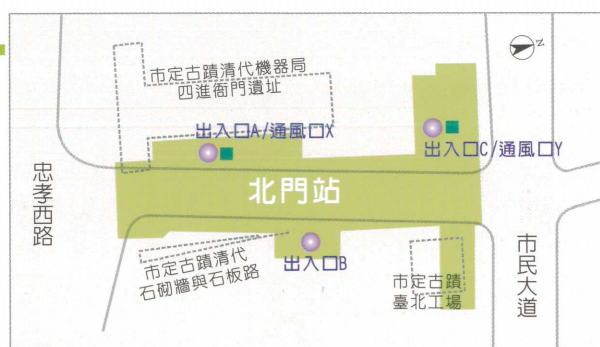 N
市定古蹟清代機器局
四進衙門遺址
出入口A/通風口X
出入口C/通風口Y
北門站
忠孝西路
市定古蹟清代
石砌牆與石板路
出入口B
市定古蹟
臺北工場
市民大道